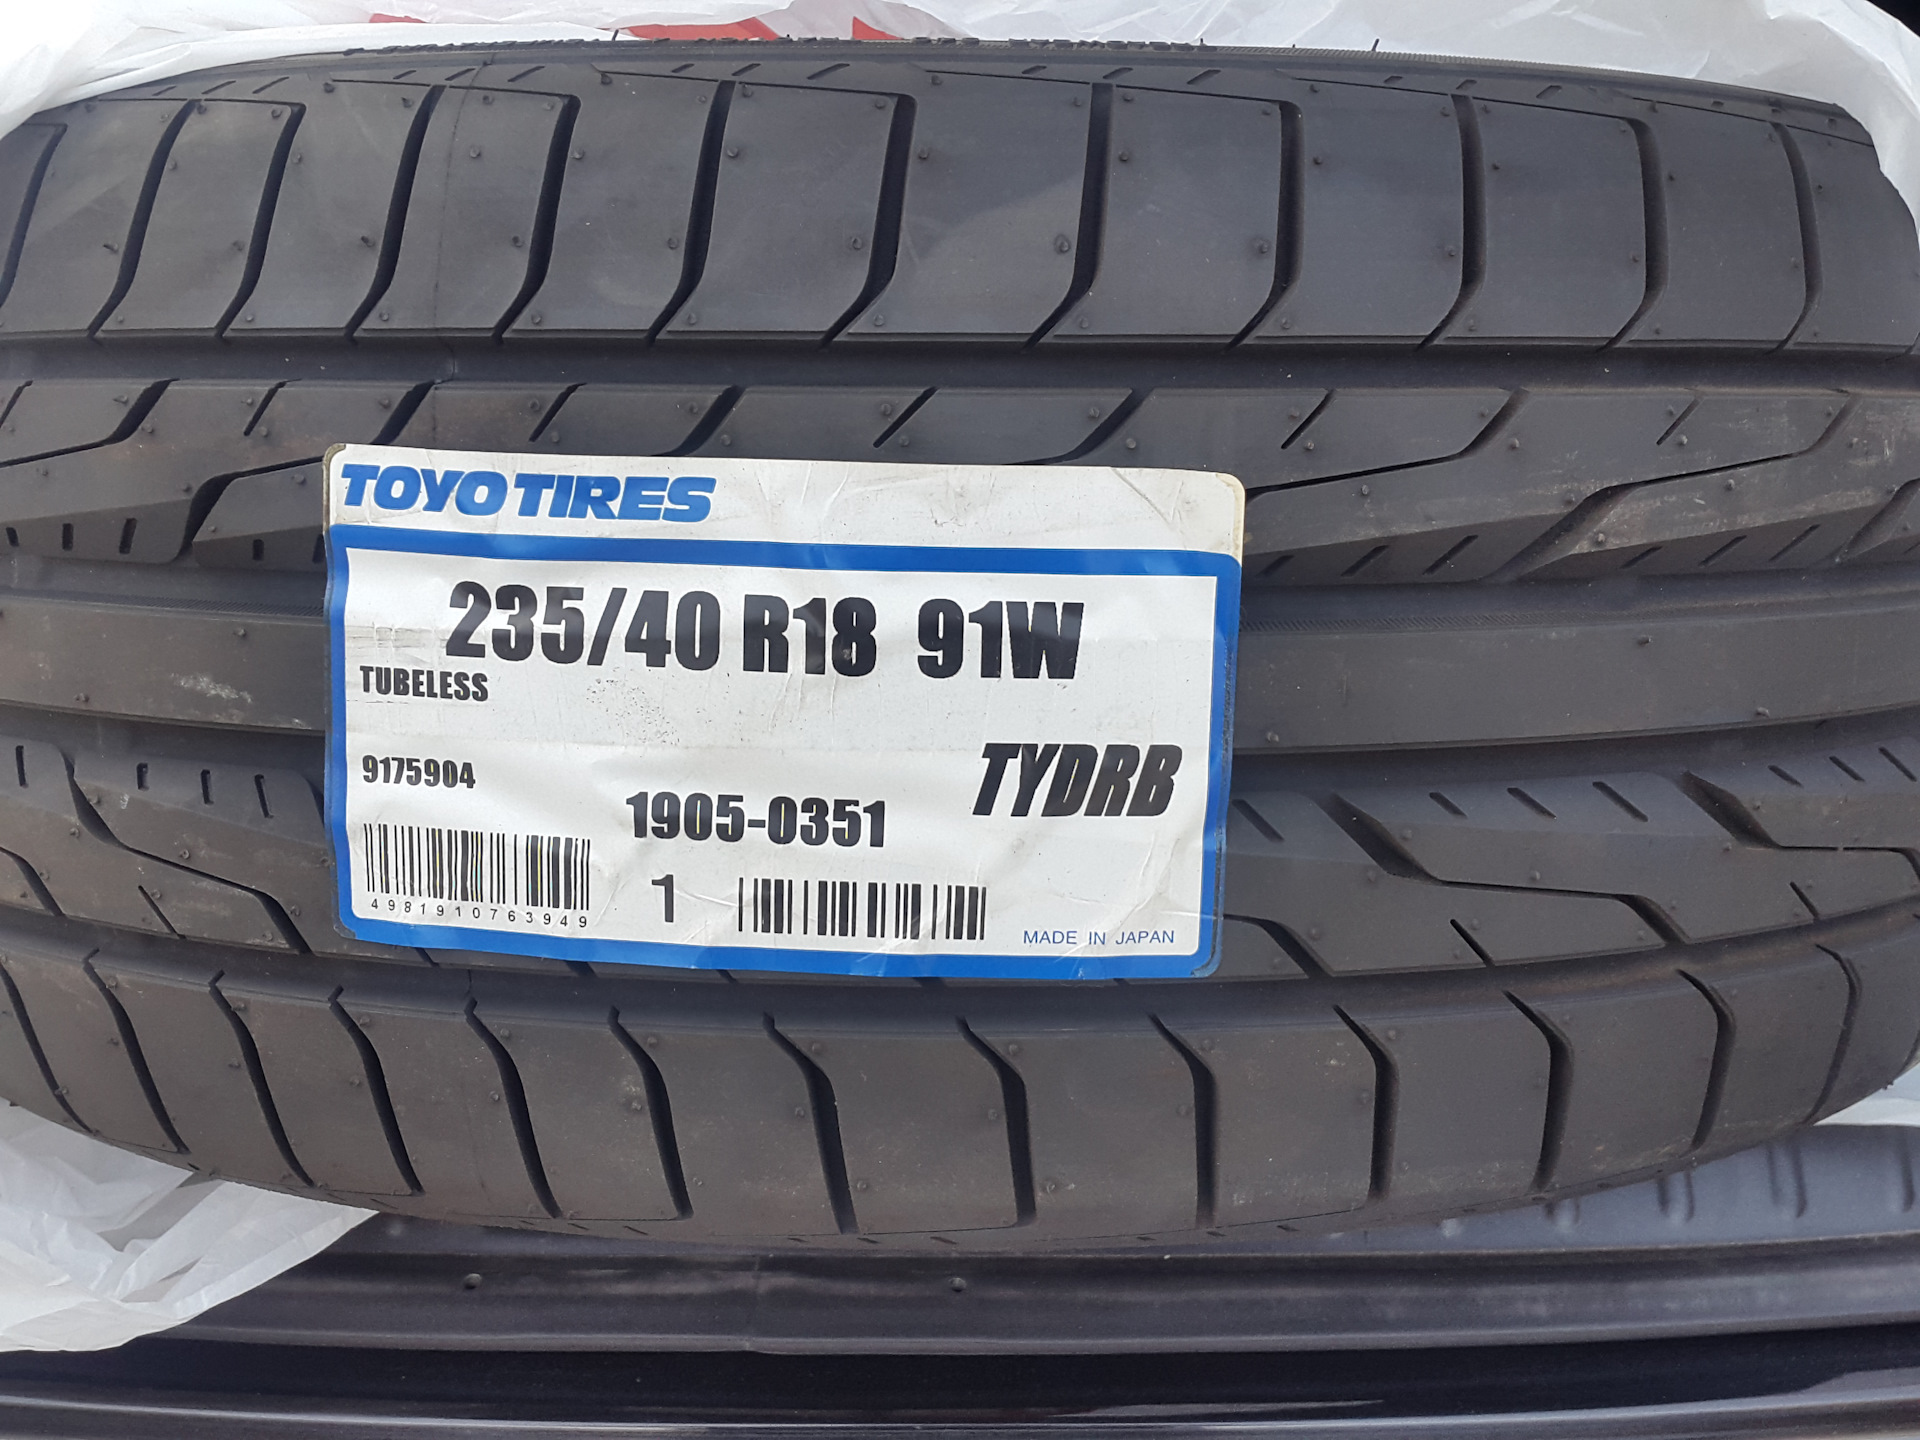 TOYO TIRES
235/40 R18 91W
TUBELESS
9175904
TYDRB
1905-0351
1
4981910763949
MADE IN JAPAN